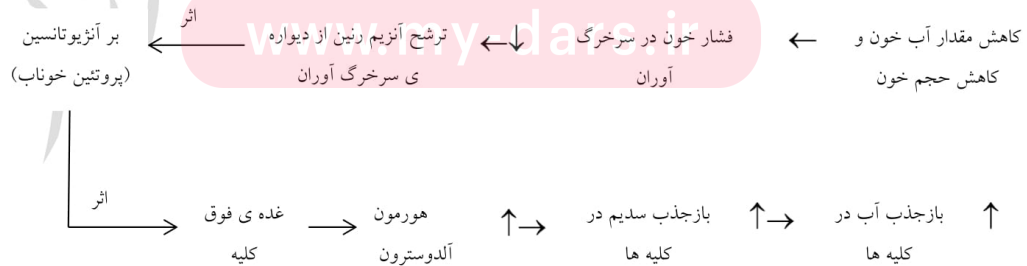 www.my-dars.ir
کاهش مقدار آب خون و
کاهش حجم خون
←
فشار خون در سرخرگ
آوران
↓
←
ترشح آنزیم رنین از دیواره
ی سرخرگ آوران
اثر
بر آنژیوتانسین
(پروتئین خوناب)
اثر
غده ی فوق
کلیه
هورمون
آلدوسترون
↑→
بازجذب سدیم در
کلیه ها
↑→
بازجذب آب در
کلیه ها
↑